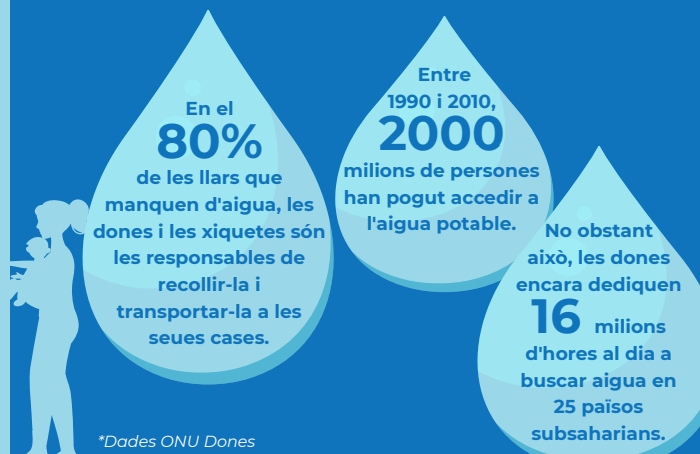 En el
80%
de les llars que
manquen d'aigua, les
dones i les xiquetes són
les responsables de
recollir-la i
transportar-la a les
seues cases.
Entre
1990 i 2010,
2000
milions de persones
han pogut accedir a
l'aigua potable.
No obstant
això, les dones
encara dediquen
16 milions
d'hores al dia a
buscar aigua en
25 països
subsaharians.
*Dades ONU Dones